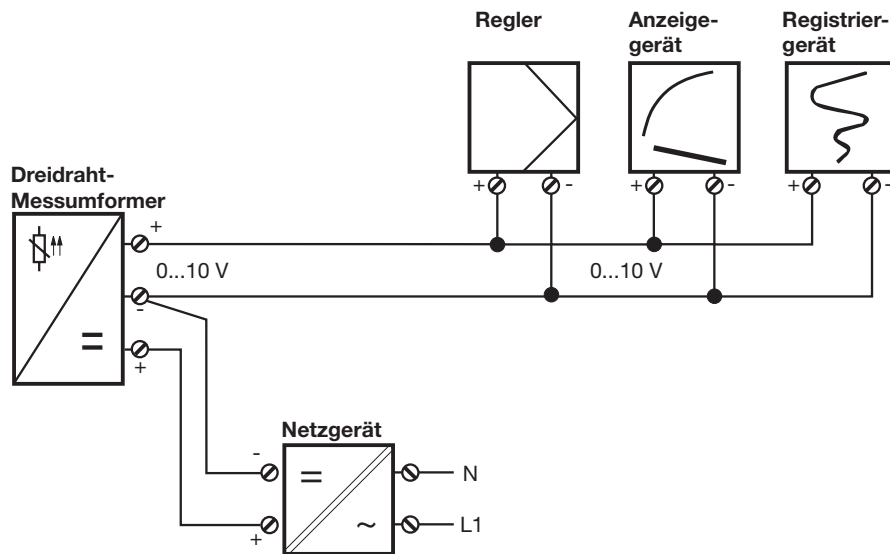 Regler
Anzeige-
gerät
Registrier-
gerät
+
-
+
-
+
-
Dreidraht-
Messumformer
+
0...10 V
0...10 V
-
+
Netzgerät
-
=
N
+
~
L1